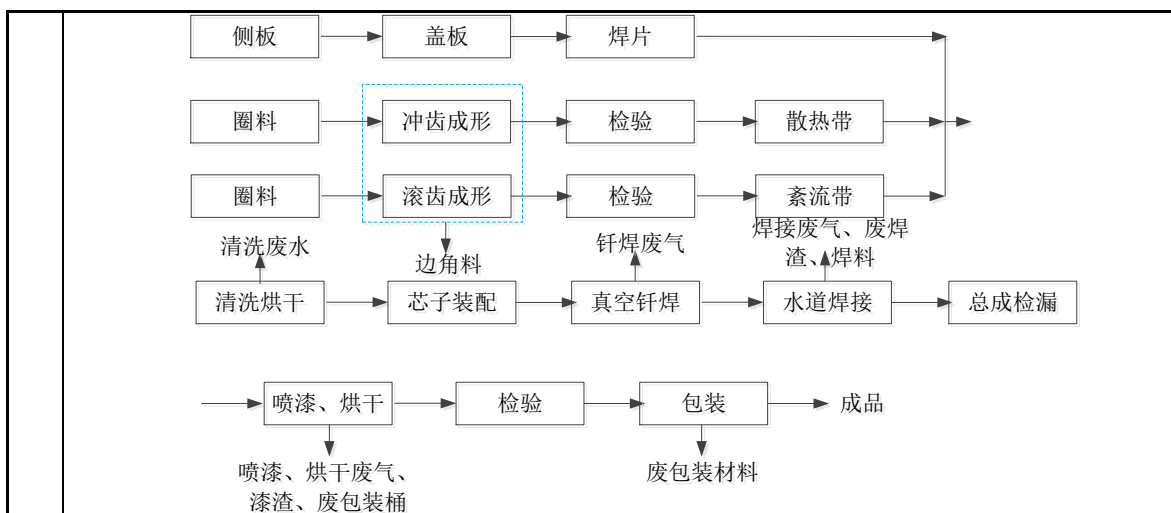 侧板
盖板
焊片
圈料
冲齿成形
检验
散热带
圈料
滚齿成形
检验
紊流带
清洗废水
边角料
钎焊废气
焊接废气、废焊
渣、焊料
清洗烘干
芯子装配
真空钎焊
水道焊接
总成检漏
喷漆、烘干
检验
包装
成品
喷漆、烘干废气、
漆渣、废包装桶
废包装材料